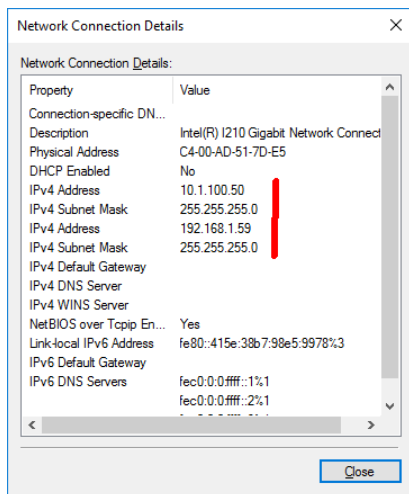 Network Connection Details
Network Connection Details:
Property Value
Connection-specific DN...
Description Intel(R) I210 Gigabit Network Connect
Physical Address C4-00-AD-51-7D-E5
DHCP Enabled No
IPv4 Address 10.1.100.50
IPv4 Subnet Mask 255.255.255.0
IPv4 Address 192.168.1.59
IPv4 Subnet Mask 255.255.255.0
IPv4 Default Gateway
IPv4 DNS Server
IPv4 WINS Server
NetBIOS over Tcpip En... Yes
Link-local IPv6 Address fe80::415e:38b7:98e5:9978%3
IPv6 Default Gateway
IPv6 DNS Servers fec0:0:0:ffff::1%1
fec0:0:0:ffff::2%1
Close